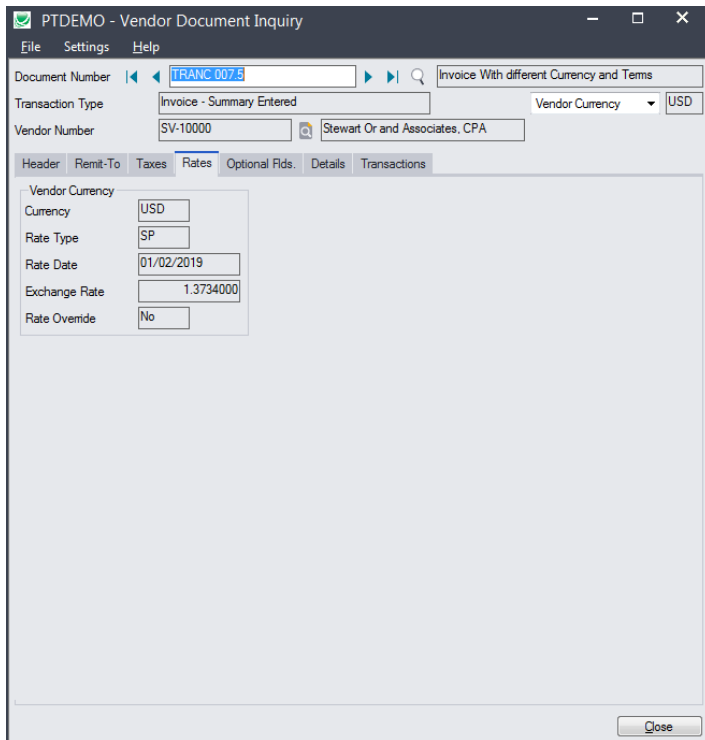 PTDEMO - Vendor Document Inquiry
File Settings Help
Document Number TRANC 007.5 Invoice With different Currency and Terms
Transaction Type Invoice - Summary Entered Vendor Currency USD
Vendor Number SV-10000 Stewart Or and Associates, CPA
Header Remit-To Taxes Rates Optional Flds. Details Transactions
Vendor Currency
Currency USD
Rate Type SP
Rate Date 01/02/2019
Exchange Rate 1.3734000
Rate Override No
Close